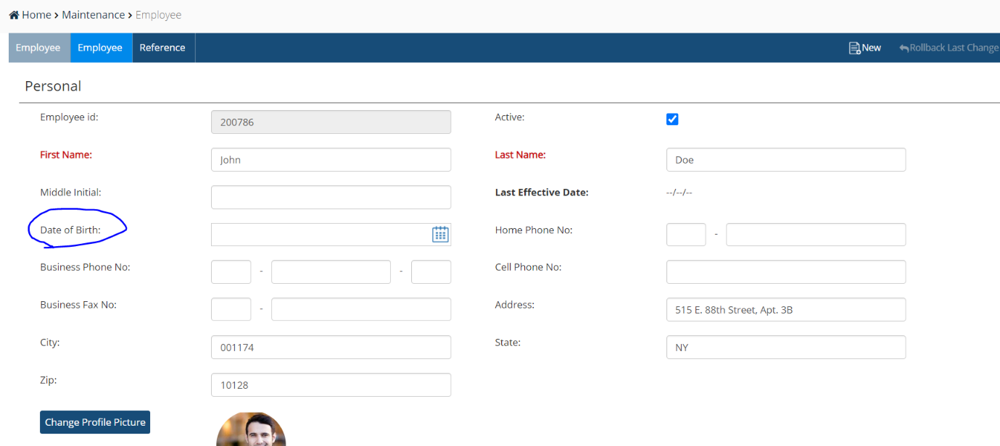 Home > Maintenance > Employee
Employee Employee Reference New Rollback Last Change
Personal
Employee id: 200786 Active:
First Name: John Last Name: Doe
Middle Initial: Last Effective Date: --/--/--
Date of Birth: Home Phone No: -
Business Phone No: - - Cell Phone No:
Business Fax No: - Address: 515 E. 88th Street, Apt. 3B
City: 001174 State: NY
Zip: 10128
Change Profile Picture